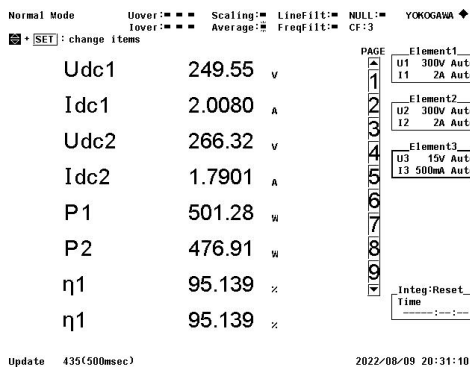 Normal Mode Uover: Scaling: LineFilt: NULL: YOKOGAWA
Iover: Average: FreqFilt: CF:3
+ SET : change items
PAGE
Udc1 249.55 V
Idc1 2.0080 A
Udc2 266.32 V
Idc2 1.7901 A
P1 501.28 W
P2 476.91 W
η1 95.139 %
η1 95.139 %
1
2
3
4
5
6
7
8
9
Element1
U1 300V Aut
I1 2A Aut
Element2
U2 300V Aut
I2 2A Aut
Element3
U3 15V Aut
I3 500mA Aut
Integ:Reset
Time
-----:--:--
Update 435(500msec) 2022/08/09 20:31:10